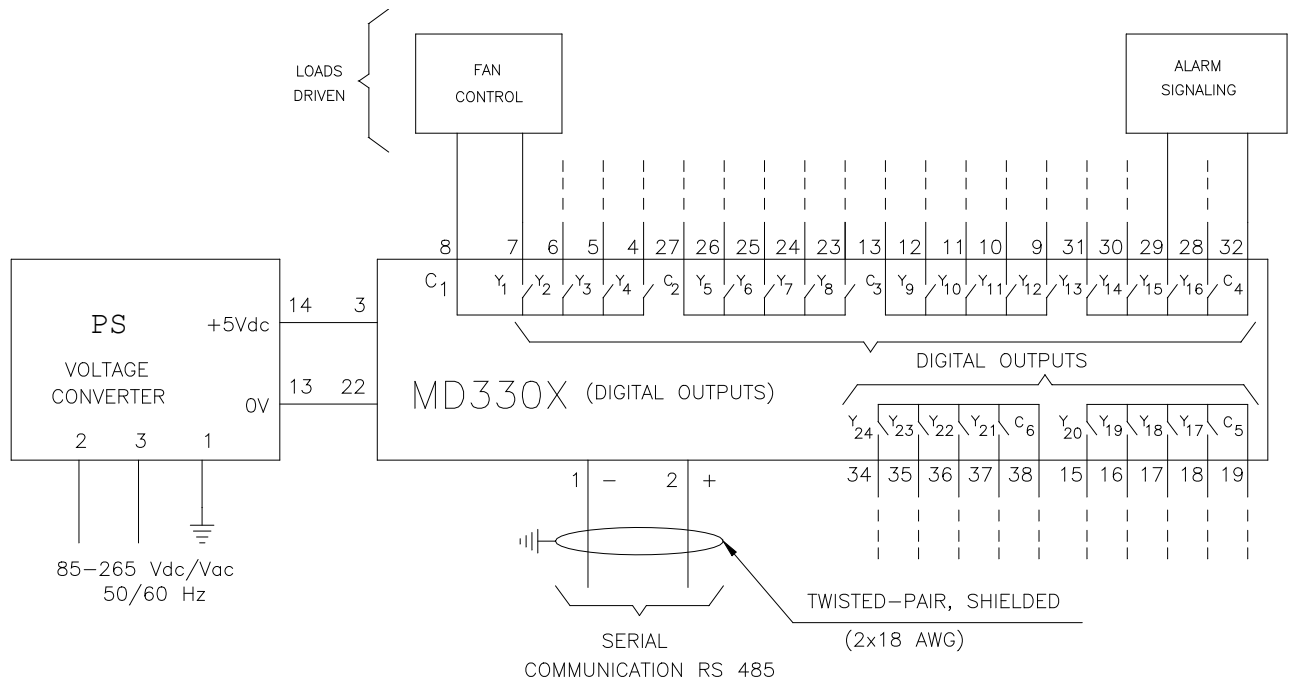 LOADS
DRIVEN
FAN
CONTROL
ALARM
SIGNALING
8 7 6 5 4 27 26 25 24 23 13 12 11 10 9 31 30 29 28 32
C1 Y1 Y2 Y3 Y4 C2 Y5 Y6 Y7 Y8 C3 Y9 Y10 Y11 Y12 Y13 Y14 Y15 Y16 C4
PS
VOLTAGE
CONVERTER
+5Vdc
0V
14 3
13 22
2 3 1
DIGITAL OUTPUTS
MD330X (DIGITAL OUTPUTS)
Y24 Y23 Y22 Y21 C6 Y20 Y19 Y18 Y17 C5
34 35 36 37 38 15 16 17 18 19
1 − 2 +
85−265 Vdc/Vac
50/60 Hz
TWISTED−PAIR, SHIELDED
(2x18 AWG)
SERIAL
COMMUNICATION RS 485